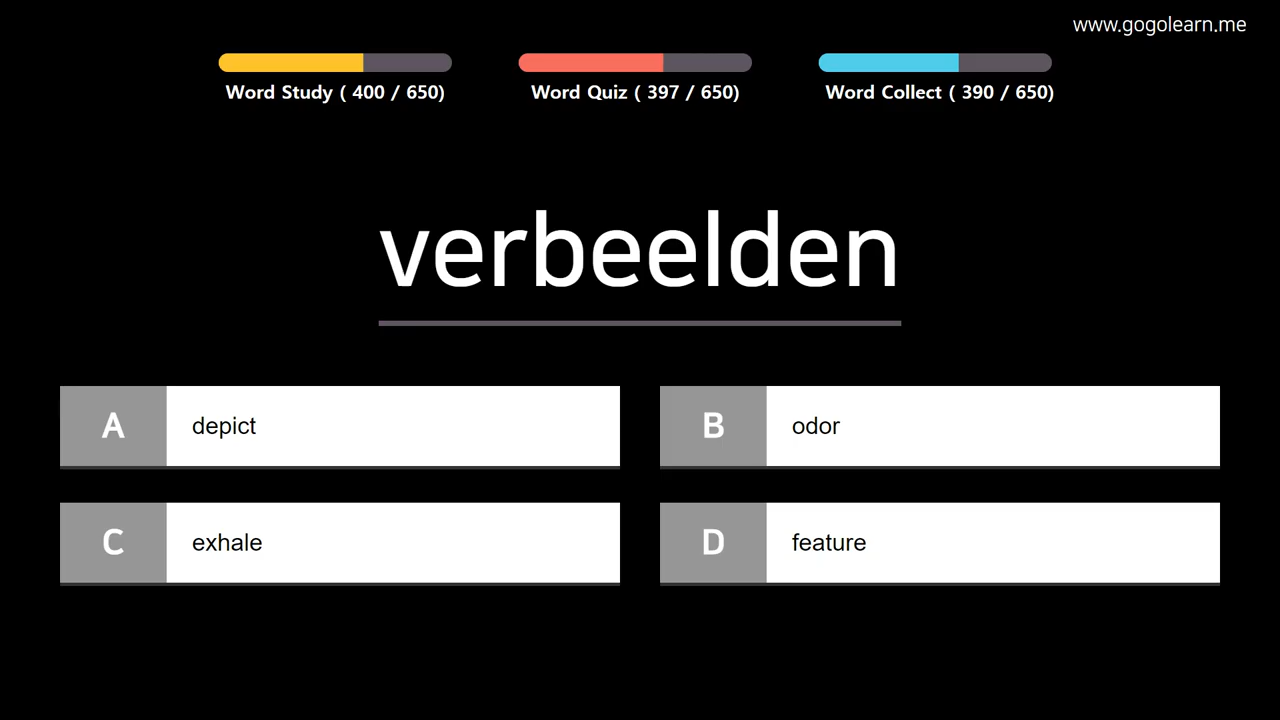 www.gogolearn.me
Word Study ( 400 / 650)
Word Quiz ( 397 / 650)
Word Collect ( 390 / 650)
verbeelden
A depict
B odor
C exhale
D feature